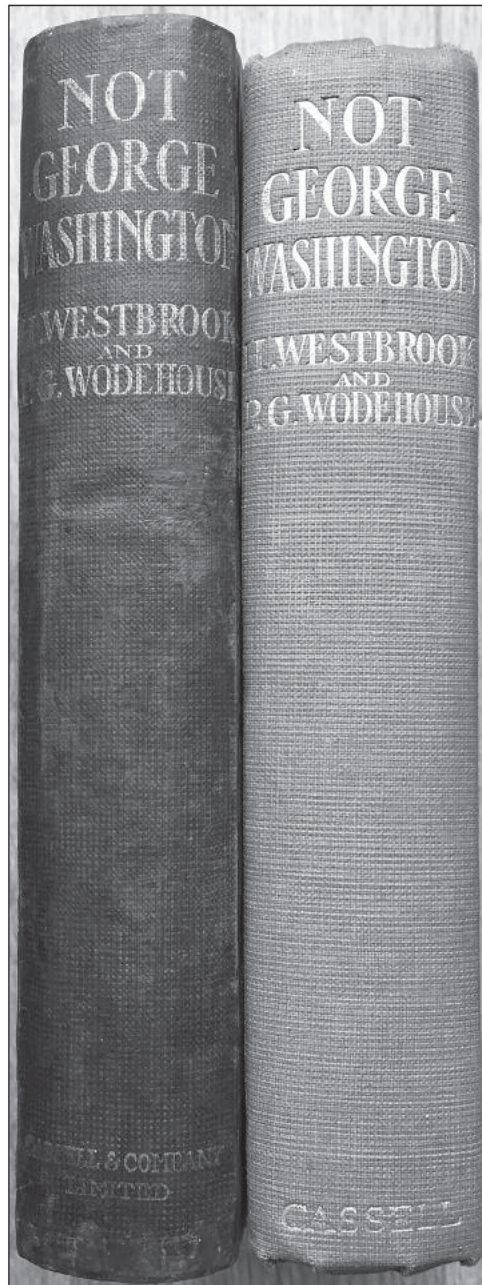 NOT
GEORGE
WASHINGTON
H. WESTBROOK
AND
P. G. WODEHOUSE
CASSELL & COMPANY
LIMITED
NOT
GEORGE
WASHINGTON
H. WESTBROOK
AND
P. G. WODEHOUSE
CASSELL